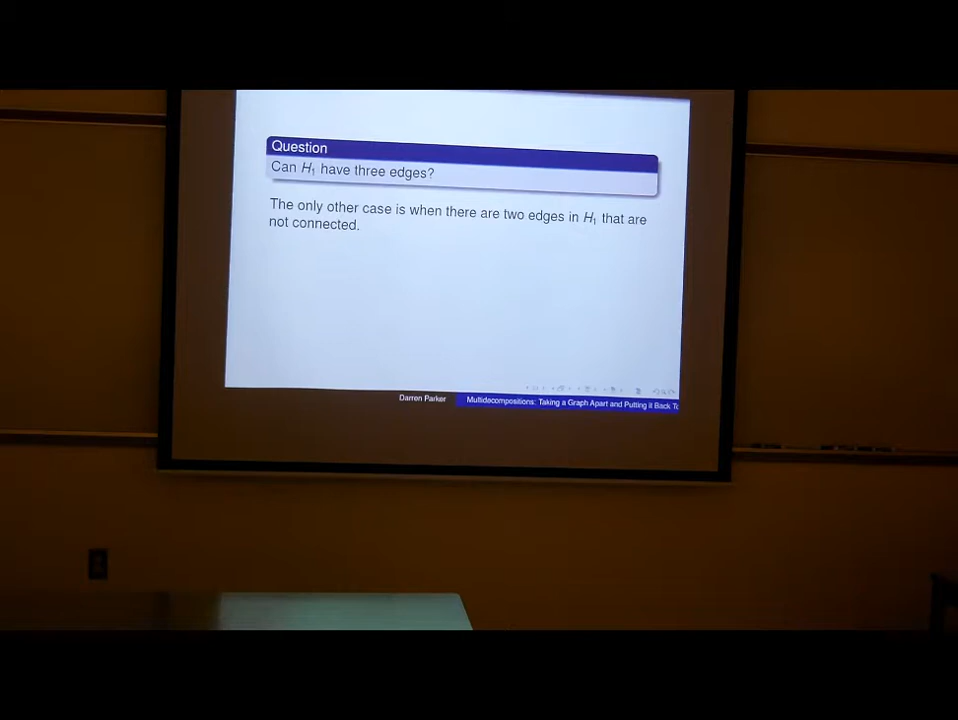 Question
Can H1 have three edges?
The only other case is when there are two edges in H1 that are
not connected.
Darren Parker
Multidecompositions: Taking a Graph Apart and Putting it Back To